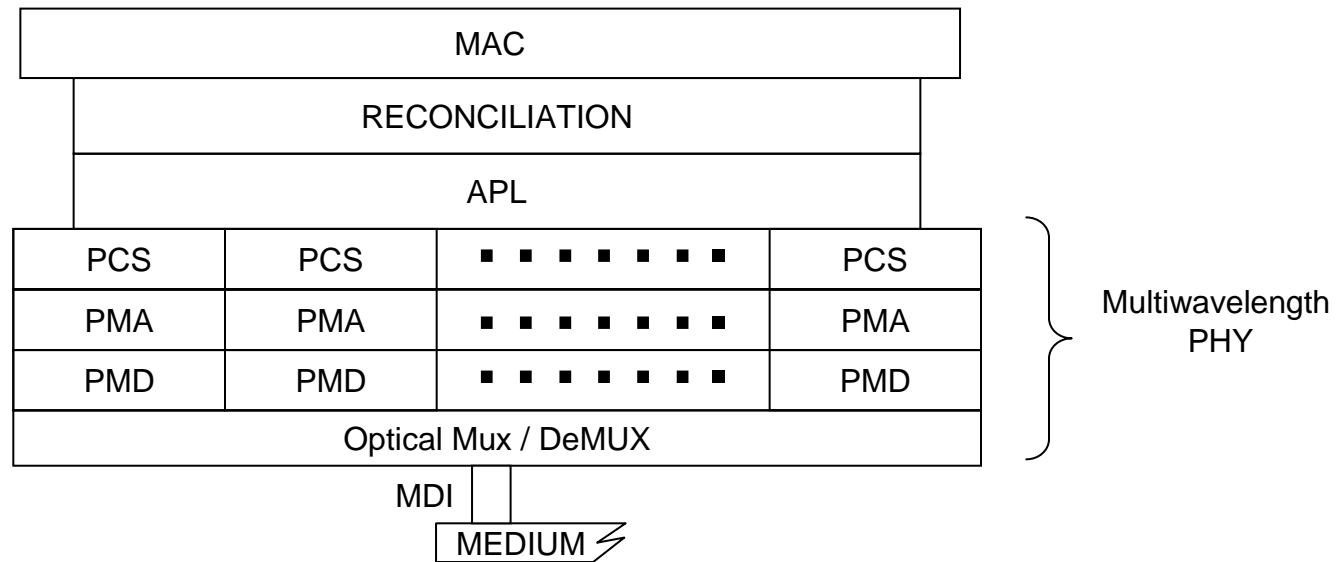 MAC
RECONCILIATION
APL
PCS PCS ▪ ▪ ▪ ▪ ▪ ▪ ▪ PCS
PMA PMA ▪ ▪ ▪ ▪ ▪ ▪ ▪ PMA
PMD PMD ▪ ▪ ▪ ▪ ▪ ▪ ▪ PMD
Multiwavelength
PHY
Optical Mux / DeMUX
MDI
MEDIUM